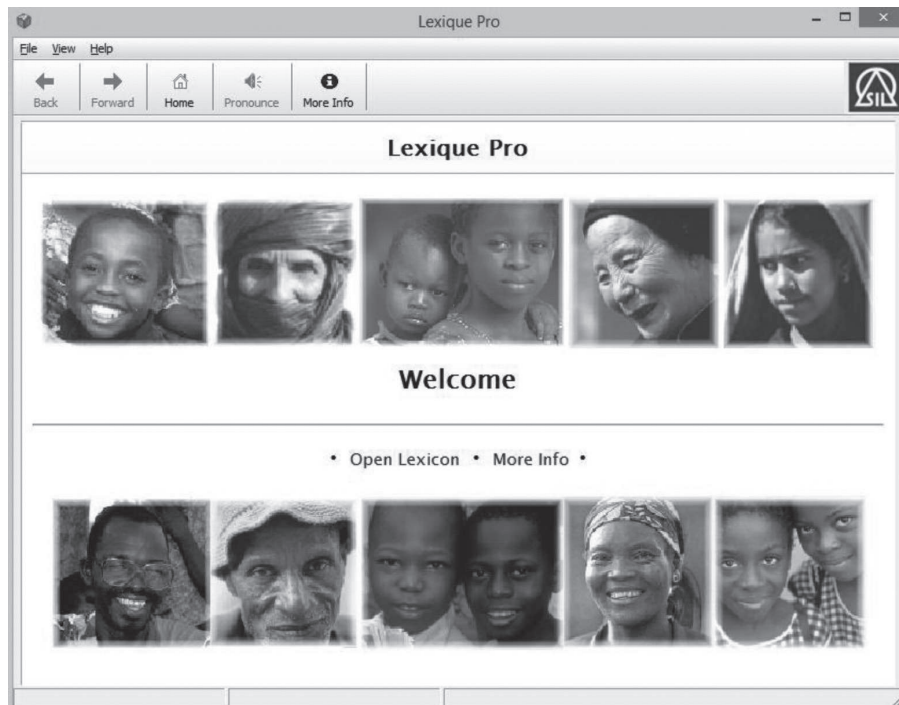 Lexique Pro
File View Help
Back Forward Home Pronounce More Info
SIL
Lexique Pro
Welcome
• Open Lexicon • More Info •